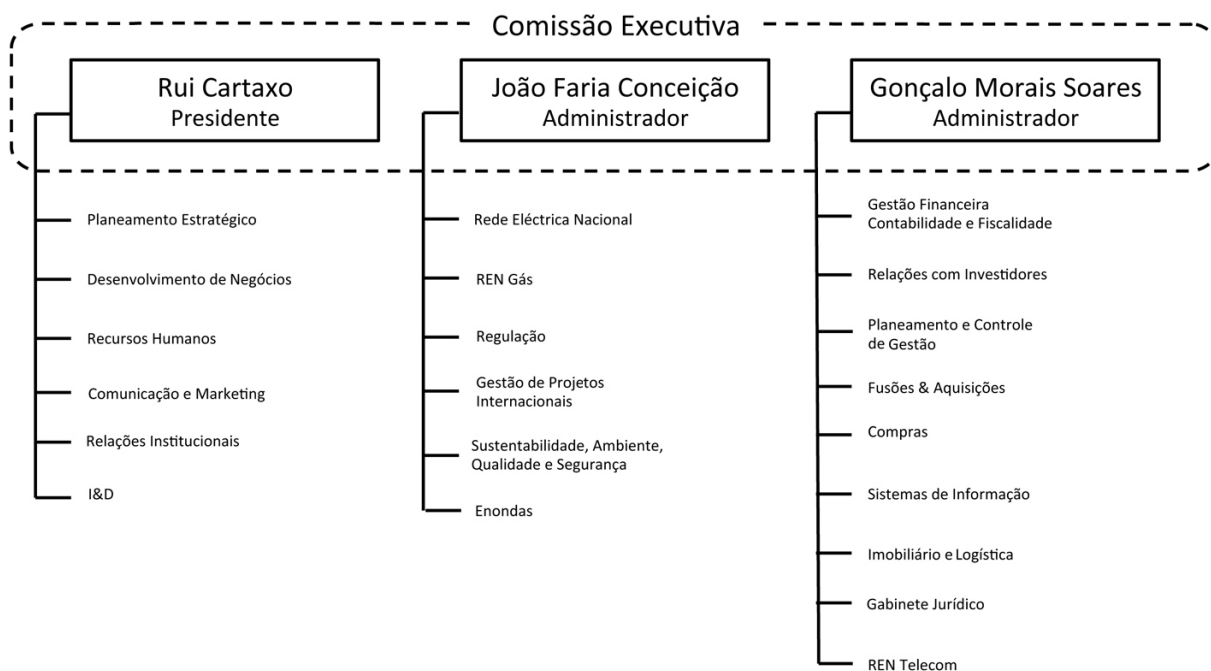 Comissão Executiva
Rui Cartaxo
Presidente
Planeamento Estratégico
Desenvolvimento de Negócios
Recursos Humanos
Comunicação e Marketing
Relações Institucionais
I&D
João Faria Conceição
Administrador
Rede Eléctrica Nacional
REN Gás
Regulação
Gestão de Projetos
Internacionais
Sustentabilidade, Ambiente,
Qualidade e Segurança
Enondas
Gonçalo Morais Soares
Administrador
Gestão Financeira
Contabilidade e Fiscalidade
Relações com Investidores
Planeamento e Controle
de Gestão
Fusões & Aquisições
Compras
Sistemas de Informação
Imobiliário e Logística
Gabinete Jurídico
REN Telecom